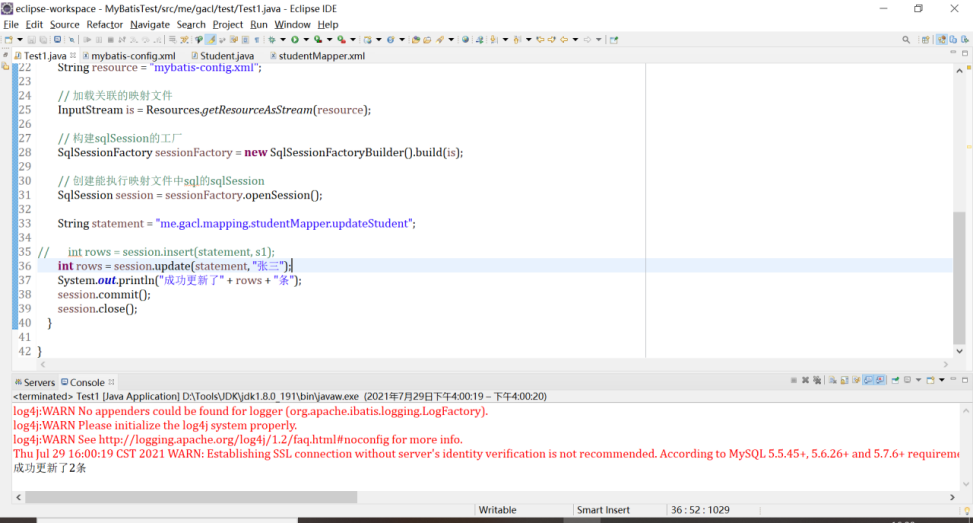 eclipse-workspace - MyBatisTest/src/me/gacl/test/Test1.java - Eclipse IDE
File Edit Source Refactor Navigate Search Project Run Window Help
Test1.java mybatis-config.xml Student.java studentMapper.xml
22 String resource = "mybatis-config.xml";
23
24 // 加载关联的映射文件
25 InputStream is = Resources.getResourceAsStream(resource);
26
27 // 构建sqlSession的工厂
28 SqlSessionFactory sessionFactory = new SqlSessionFactoryBuilder().build(is);
29
30 // 创建能执行映射文件中sql的sqlSession
31 SqlSession session = sessionFactory.openSession();
32
33 String statement = "me.gacl.mapping.studentMapper.updateStudent";
34
35 // int rows = session.insert(statement, s1);
36 int rows = session.update(statement, "张三");
37 System.out.println("成功更新了" + rows + "条");
38 session.commit();
39 session.close();
40 }
41
42 }
Servers Console
<terminated> Test1 [Java Application] D:\Tools\JDK\jdk1.8.0_191\bin\javaw.exe (2021年7月29日下午4:00:19 – 下午4:00:20)
log4j:WARN No appenders could be found for logger (org.apache.ibatis.logging.LogFactory).
log4j:WARN Please initialize the log4j system properly.
log4j:WARN See http://logging.apache.org/log4j/1.2/faq.html#noconfig for more info.
Thu Jul 29 16:00:19 CST 2021 WARN: Establishing SSL connection without server's identity verification is not recommended. According to MySQL 5.5.45+, 5.6.26+ and 5.7.6+ requireme
成功更新了2条
Writable Smart Insert 36 : 52 : 1029